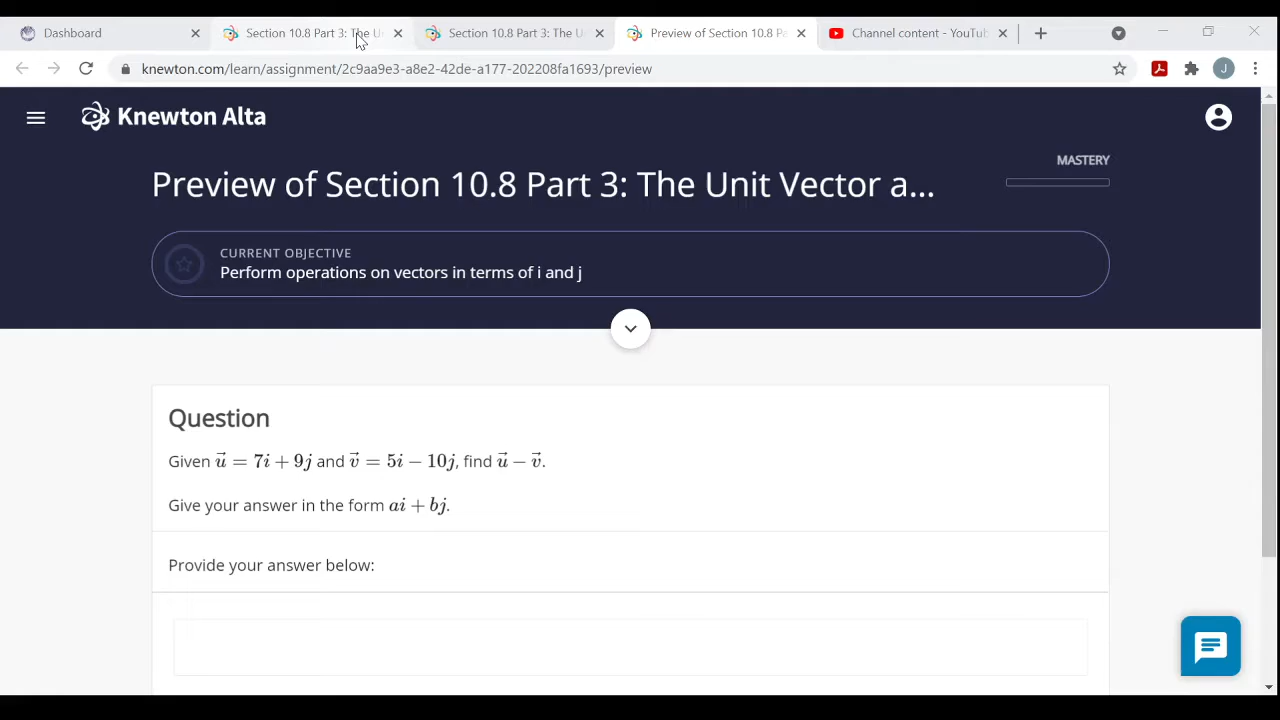 Dashboard
Section 10.8 Part 3: The U
Section 10.8 Part 3: The U
Preview of Section 10.8 Pa
Channel content - YouTub
knewton.com/learn/assignment/2c9aa9e3-a8e2-42de-a177-202208fa1693/preview
J
Knewton Alta
MASTERY
Preview of Section 10.8 Part 3: The Unit Vector a...
CURRENT OBJECTIVE
Perform operations on vectors in terms of i and j
Question
Given u⃗ = 7i + 9j and v⃗ = 5i − 10j, find u⃗ − v⃗.
Give your answer in the form ai + bj.
Provide your answer below: